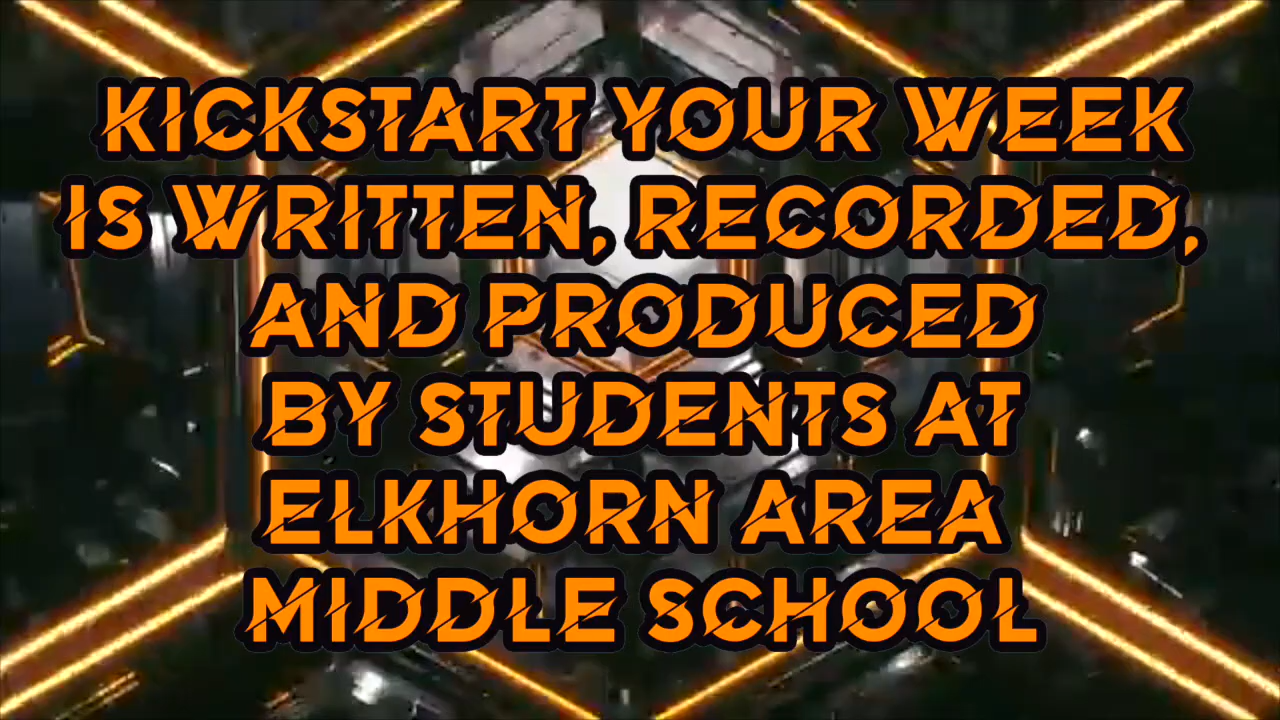 KICKSTART YOUR WEEK
IS WRITTEN, RECORDED,
AND PRODUCED
BY STUDENTS AT
ELKHORN AREA
MIDDLE SCHOOL